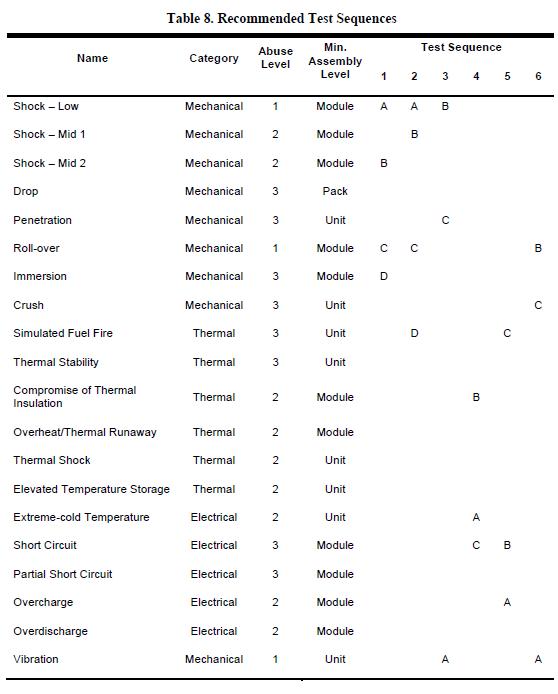 Table 8. Recommended Test Sequences
Name Category Abuse Level Min. Assembly Level Test Sequence
1 2 3 4 5 6
Shock – Low Mechanical 1 Module A A B
Shock – Mid 1 Mechanical 2 Module B
Shock – Mid 2 Mechanical 2 Module B
Drop Mechanical 3 Pack
Penetration Mechanical 3 Unit C
Roll-over Mechanical 1 Module C C B
Immersion Mechanical 3 Module D
Crush Mechanical 3 Unit C
Simulated Fuel Fire Thermal 3 Unit D C
Thermal Stability Thermal 3 Unit
Compromise of Thermal
Insulation Thermal 2 Module B
Overheat/Thermal Runaway Thermal 2 Module
Thermal Shock Thermal 2 Unit
Elevated Temperature Storage Thermal 2 Unit
Extreme-cold Temperature Electrical 2 Unit A
Short Circuit Electrical 3 Module C B
Partial Short Circuit Electrical 3 Module
Overcharge Electrical 2 Module A
Overdischarge Electrical 2 Module
Vibration Mechanical 1 Unit A A